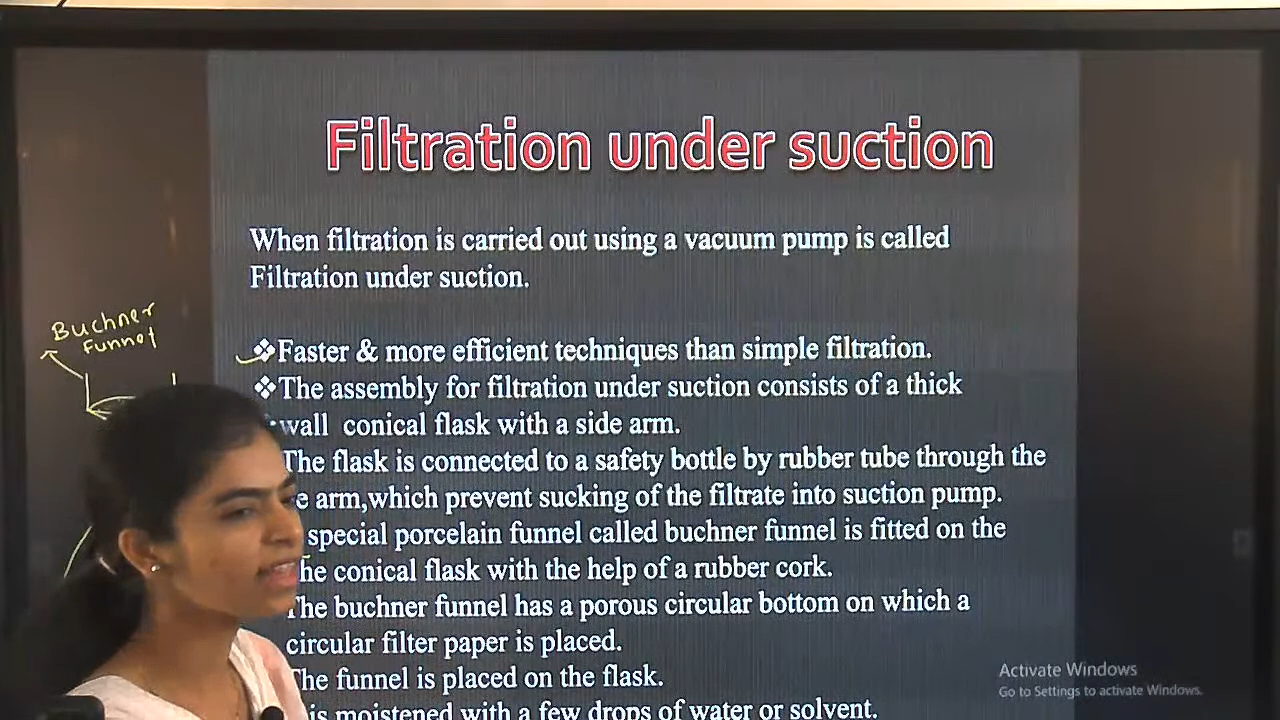 Filtration under suction
When filtration is carried out using a vacuum pump is called
Filtration under suction.
Buchner
Funnel
❖Faster & more efficient techniques than simple filtration.
❖The assembly for filtration under suction consists of a thick
wall conical flask with a side arm.
The flask is connected to a safety bottle by rubber tube through the
arm,which prevent sucking of the filtrate into suction pump.
special porcelain funnel called buchner funnel is fitted on the
conical flask with the help of a rubber cork.
The buchner funnel has a porous circular bottom on which a
circular filter paper is placed.
The funnel is placed on the flask.
is moistened with a few drops of water or solvent.
Activate Windows
Go to Settings to activate Windows.